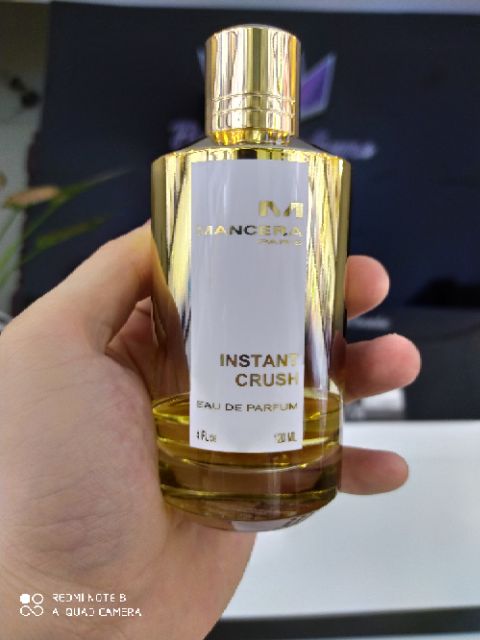 MANCERA
PARIS
INSTANT
CRUSH
EAU DE PARFUM
4 FL.oz 120 ML
REDMI NOTE 8
AI QUAD CAMERA